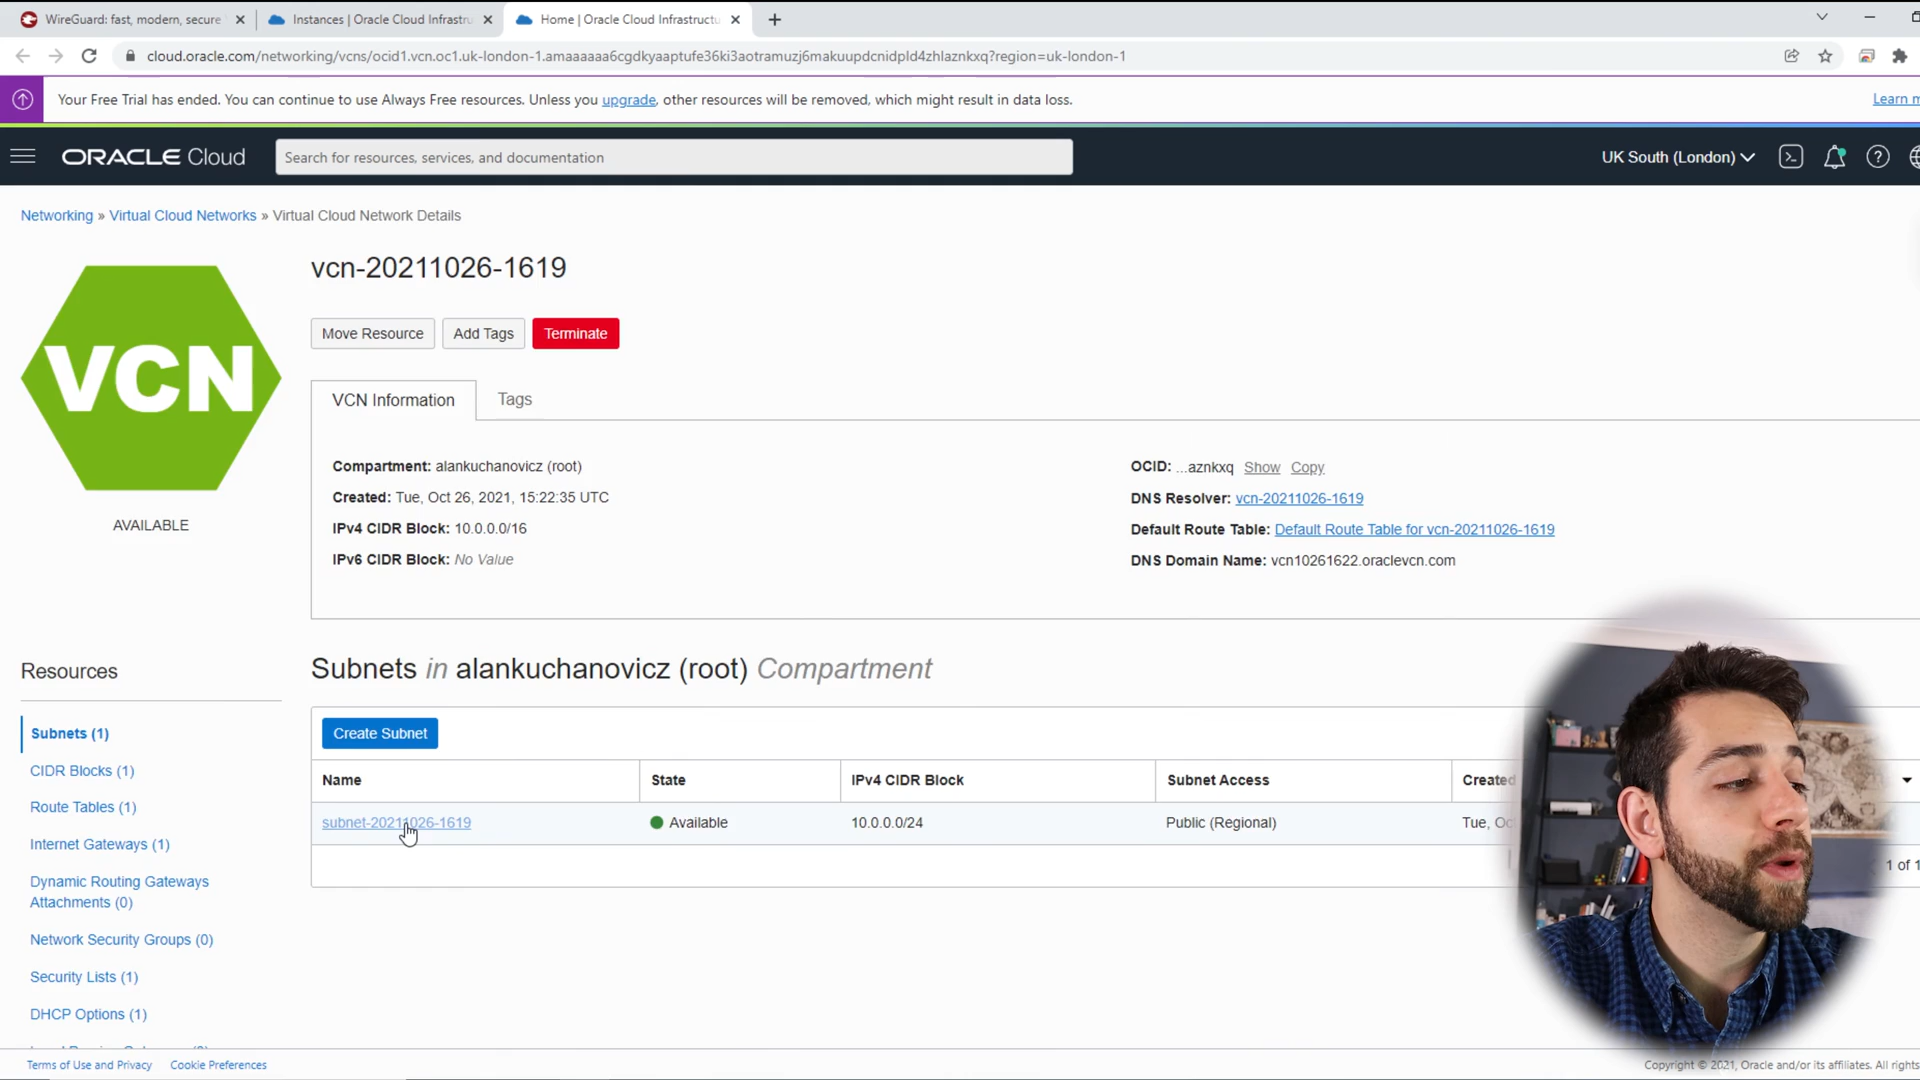 WireGuard: fast, modern, secure
Instances | Oracle Cloud Infrastru
Home | Oracle Cloud Infrastructu
cloud.oracle.com/networking/vcns/ocid1.vcn.oc1.uk-london-1.amaaaaaa6cgdkyaaptufe36ki3aotramuzj6makuupdcnidpld4zhlaznkxq?region=uk-london-1
Your Free Trial has ended. You can continue to use Always Free resources. Unless you upgrade, other resources will be removed, which might result in data loss.
Learn m
ORACLE Cloud
Search for resources, services, and documentation
UK South (London)
Networking » Virtual Cloud Networks » Virtual Cloud Network Details
VCN
AVAILABLE
vcn-20211026-1619
Move Resource
Add Tags
Terminate
VCN Information
Tags
Compartment: alankuchanovicz (root)
Created: Tue, Oct 26, 2021, 15:22:35 UTC
IPv4 CIDR Block: 10.0.0.0/16
IPv6 CIDR Block: No Value
OCID: ...aznkxq Show Copy
DNS Resolver: vcn-20211026-1619
Default Route Table: Default Route Table for vcn-20211026-1619
DNS Domain Name: vcn10261622.oraclevcn.com
Resources
Subnets (1)
CIDR Blocks (1)
Route Tables (1)
Internet Gateways (1)
Dynamic Routing Gateways
Attachments (0)
Network Security Groups (0)
Security Lists (1)
DHCP Options (1)
Subnets in alankuchanovicz (root) Compartment
Create Subnet
Name State IPv4 CIDR Block Subnet Access Created
subnet-20211026-1619 Available 10.0.0.0/24 Public (Regional) Tue, Oc
1 of 1
Terms of Use and Privacy
Cookie Preferences
Copyright © 2021, Oracle and/or its affiliates. All rights